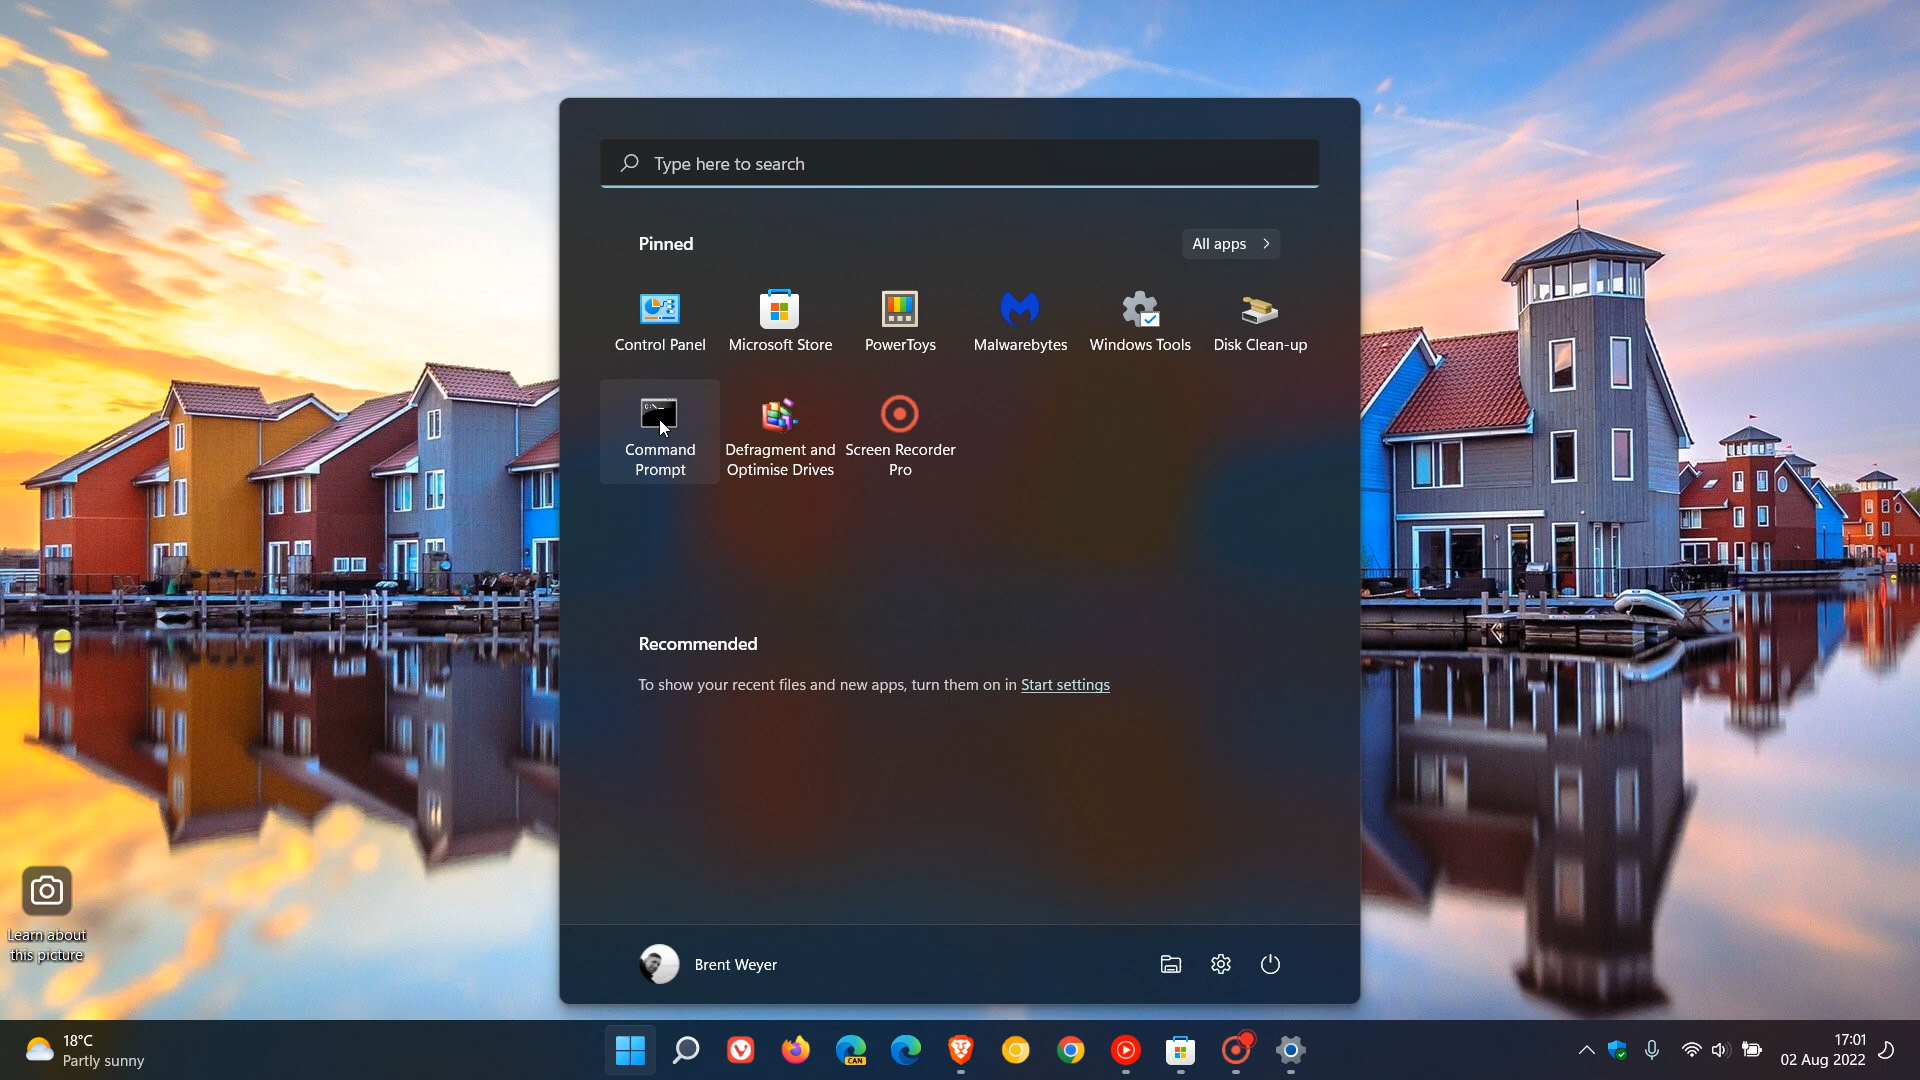 Type here to search
Pinned
All apps
Control Panel
Microsoft Store
PowerToys
Malwarebytes
Windows Tools
Disk Clean-up
C:\>_
Command
Prompt
Defragment and
Optimise Drives
Screen Recorder
Pro
Recommended
To show your recent files and new apps, turn them on in Start settings
Learn about
this picture
Brent Weyer
18°C
Partly sunny
CAN
17:01
02 Aug 2022